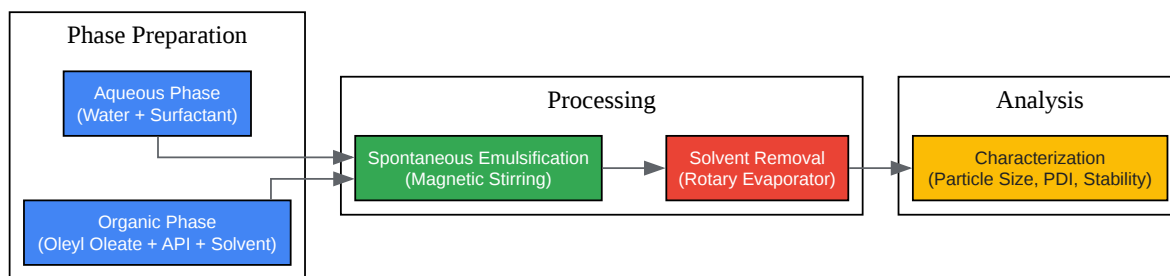 Phase Preparation
Aqueous Phase
(Water + Surfactant)
Organic Phase
(Oleyl Oleate + API + Solvent)
Processing
Spontaneous Emulsification
(Magnetic Stirring)
Solvent Removal
(Rotary Evaporator)
Analysis
Characterization
(Particle Size, PDI, Stability)